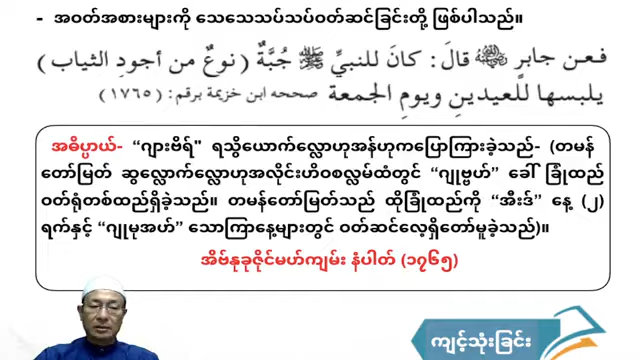 - အဝတ်အစားများကို သေသေသပ်သပ်ဝတ်ဆင်ခြင်းတို့ ဖြစ်ပါသည်။
فعن جابر ﵁ قال: كان للنبيِّ ﷺ جُبَّةٌ (نوعٌ من أجودِ الثياب)
يلبسها للعيدينِ ويومِ الجمعة صححه ابن خزيمة برقم: (١٧٦٥)
အဓိပ္ပာယ်- “ဂျာဗိရ်" ရသွိယောက်လ္လောဟုအန်ဟုကပြောကြားခဲ့သည်- (တမန်
တော်မြတ် ဆွလ္လောက်လ္လောဟုအလိုင်းဟိဝစလ္လမ်ထံတွင် “ဂျုဗ္ဗဟ်” ခေါ် ခြုံထည်
ဝတ်ရုံတစ်ထည်ရှိခဲ့သည်။ တမန်တော်မြတ်သည် ထိုခြုံထည်ကို “အီးဒ်” နေ့ (၂)
ရက်နှင့် “ဂျုမုအဟ်” သောကြာနေ့များတွင် ဝတ်ဆင်လေ့ရှိတော်မူခဲ့သည်)။
အိဗ်နုခုဇိုင်မဟ်ကျမ်း နံပါတ် (၁၇၆၅)
ကျင့်သုံးခြင်း